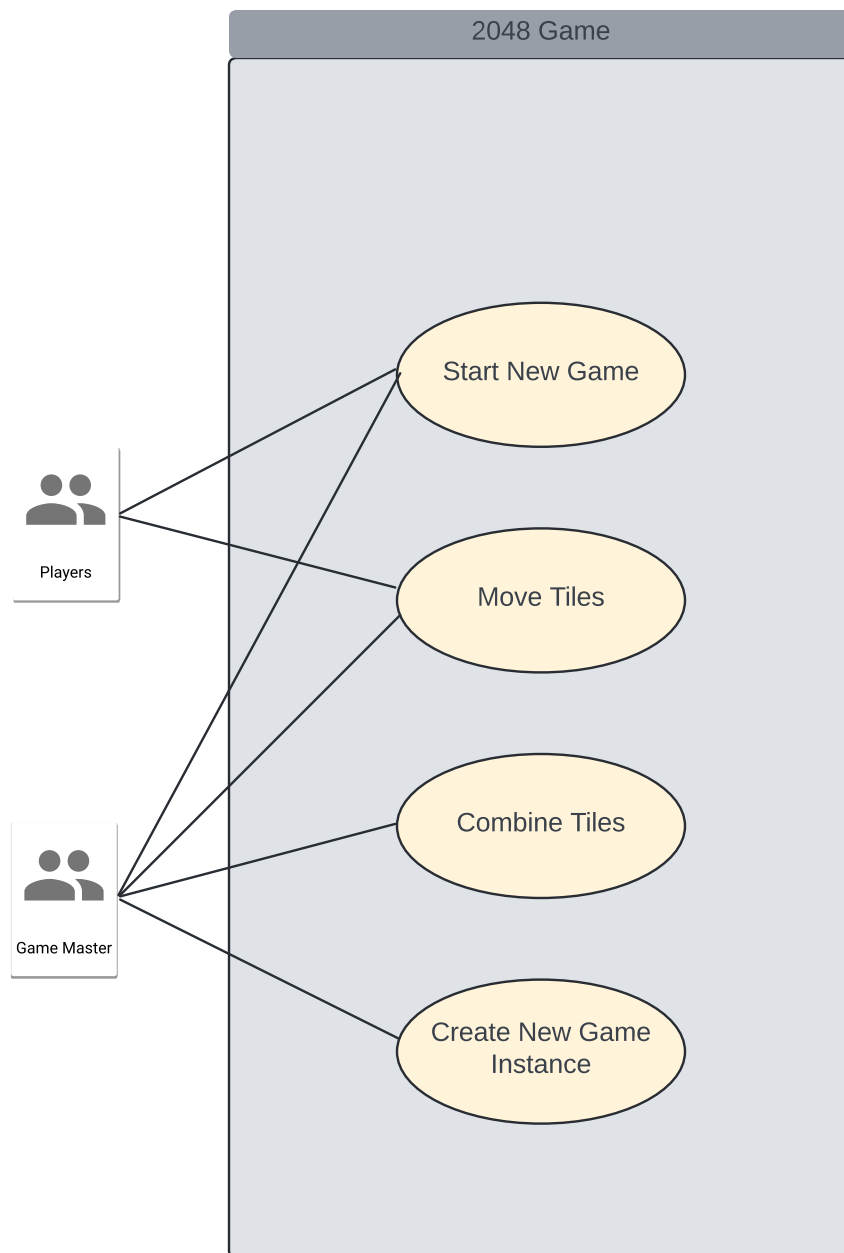 2048 Game
Start New Game
Players
Move Tiles
Combine Tiles
Game Master
Create New Game
Instance